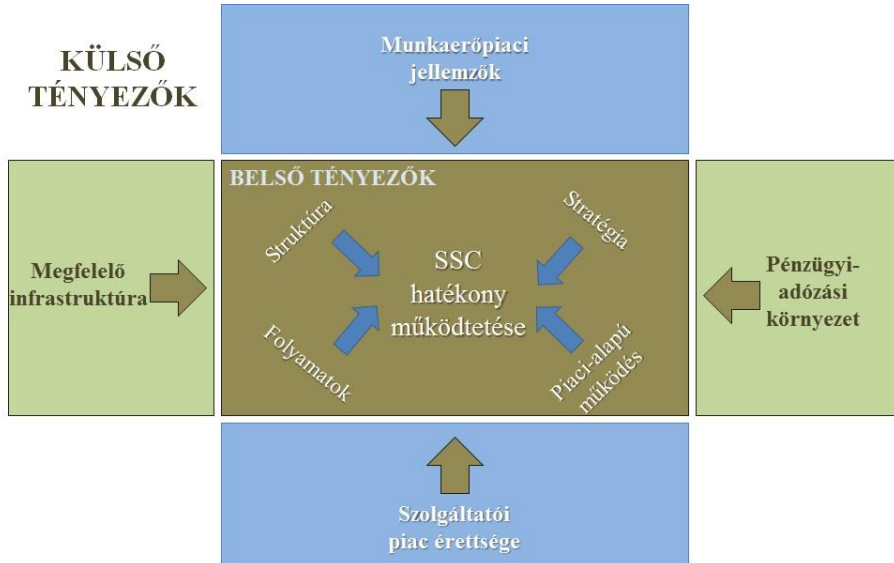 KÜLSŐ
TÉNYEZŐK
Munkaerőpiaci
jellemzők
BELSŐ TÉNYEZŐK
Struktúra
Stratégia
Megfelelő
infrastruktúra
SSC
hatékony
működtetése
Pénzügyi-
adózási
környezet
Folyamatok
Piaci-alapú
működés
Szolgáltatói
piac érettsége